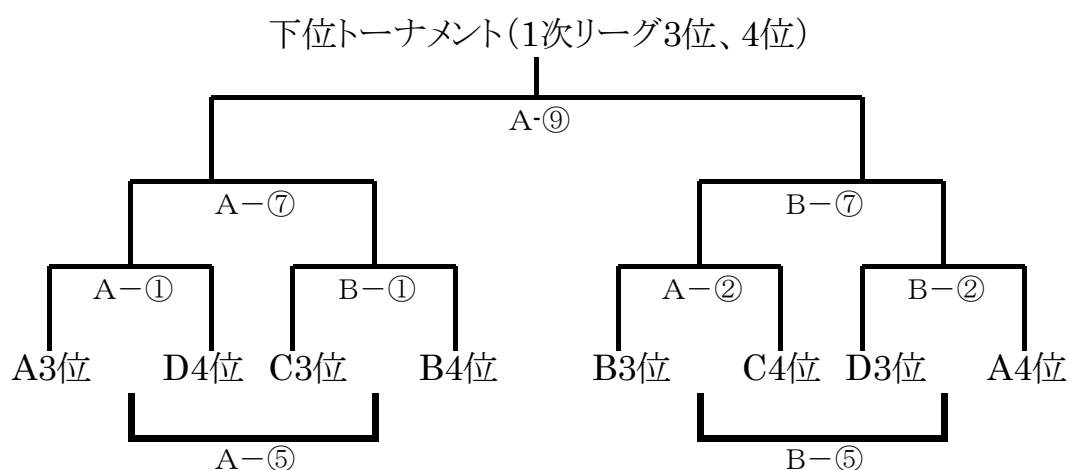 下位トーナメント(1次リーグ3位、4位)
A-⑨
A－⑦ B－⑦
A－① B－① A－② B－②
A3位 D4位 C3位 B4位 B3位 C4位 D3位 A4位
A－⑤ B－⑤